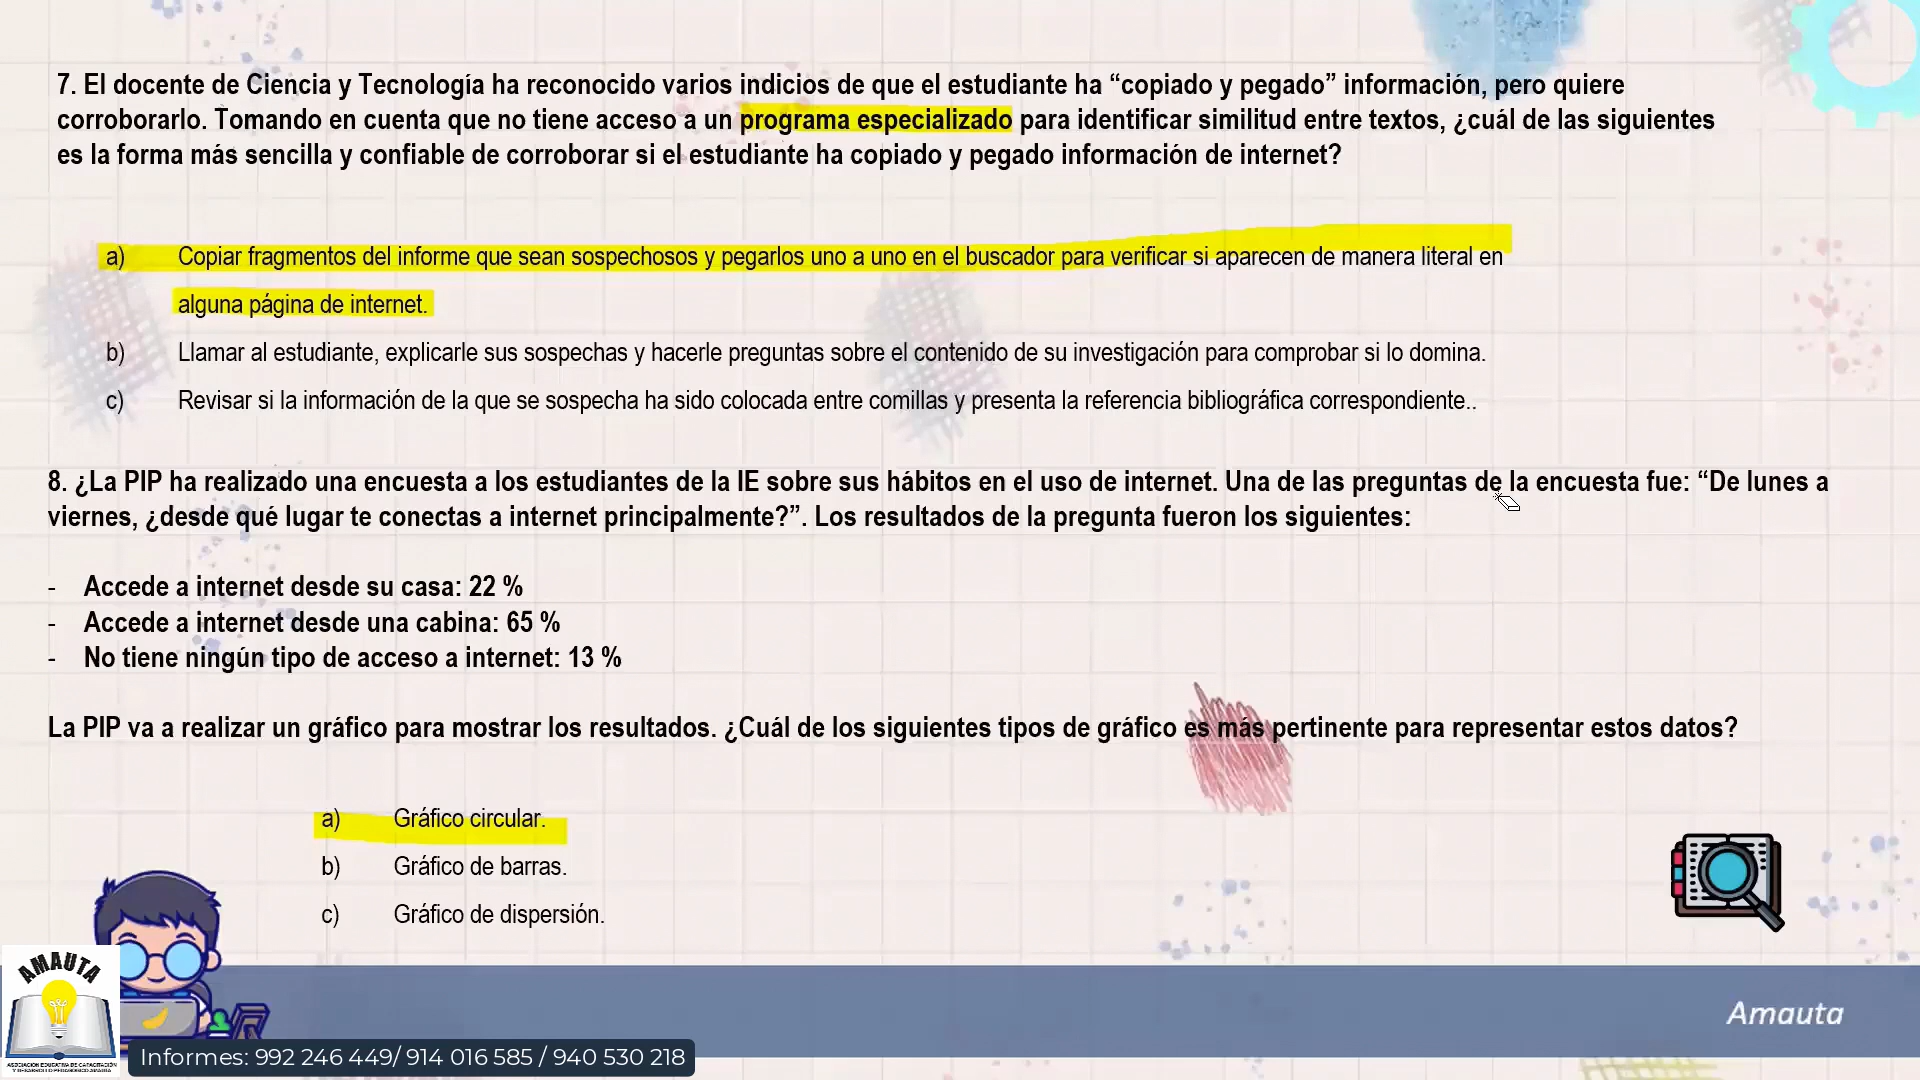 7. El docente de Ciencia y Tecnología ha reconocido varios indicios de que el estudiante ha “copiado y pegado” información, pero quiere
corroborarlo. Tomando en cuenta que no tiene acceso a un programa especializado para identificar similitud entre textos, ¿cuál de las siguientes
es la forma más sencilla y confiable de corroborar si el estudiante ha copiado y pegado información de internet?
a) Copiar fragmentos del informe que sean sospechosos y pegarlos uno a uno en el buscador para verificar si aparecen de manera literal en
alguna página de internet.
b) Llamar al estudiante, explicarle sus sospechas y hacerle preguntas sobre el contenido de su investigación para comprobar si lo domina.
c) Revisar si la información de la que se sospecha ha sido colocada entre comillas y presenta la referencia bibliográfica correspondiente..
8. ¿La PIP ha realizado una encuesta a los estudiantes de la IE sobre sus hábitos en el uso de internet. Una de las preguntas de la encuesta fue: “De lunes a
viernes, ¿desde qué lugar te conectas a internet principalmente?”. Los resultados de la pregunta fueron los siguientes:
- Accede a internet desde su casa: 22 %
- Accede a internet desde una cabina: 65 %
- No tiene ningún tipo de acceso a internet: 13 %
La PIP va a realizar un gráfico para mostrar los resultados. ¿Cuál de los siguientes tipos de gráfico es más pertinente para representar estos datos?
a) Gráfico circular.
b) Gráfico de barras.
c) Gráfico de dispersión.
AMAUTA
ASOCIACION EDUCATIVA DE CAPACITACIÓN
Y DESARROLLO PEDAGOGICO AMAUTA
Amauta
Informes: 992 246 449/ 914 016 585 / 940 530 218